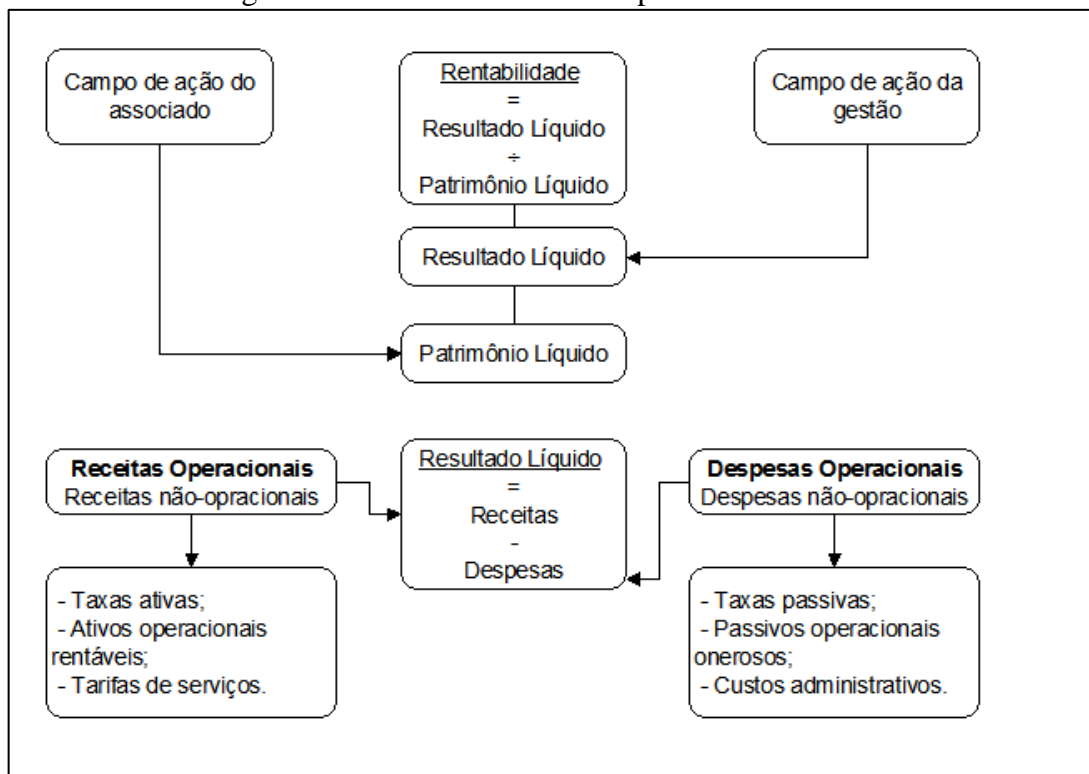 Campo de ação do
associado
Rentabilidade
=
Resultado Líquido
÷
Patrimônio Líquido
Campo de ação da
gestão
Resultado Líquido
Patrimônio Líquido
Receitas Operacionais
Receitas não-opracionais
Resultado Líquido
=
Receitas
-
Despesas
Despesas Operacionais
Despesas não-opracionais
- Taxas ativas;
- Ativos operacionais
rentáveis;
- Tarifas de serviços.
- Taxas passivas;
- Passivos operacionais
onerosos;
- Custos administrativos.